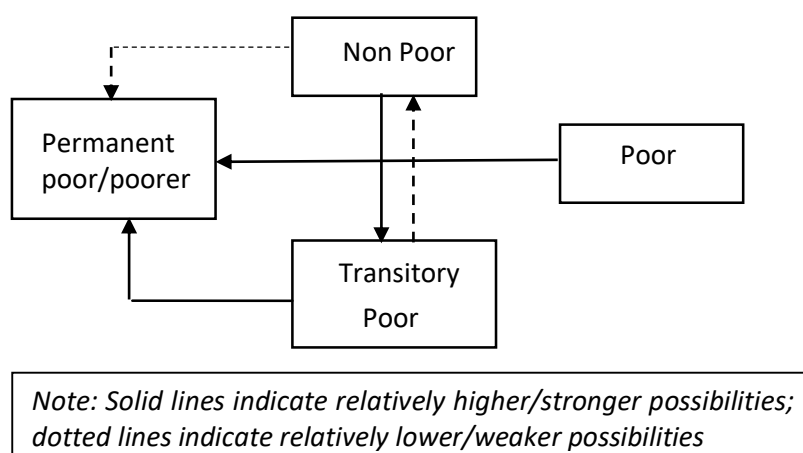 Non Poor
Permanent
poor/poorer
Poor
Transitory
Poor
Note: Solid lines indicate relatively higher/stronger possibilities;
dotted lines indicate relatively lower/weaker possibilities